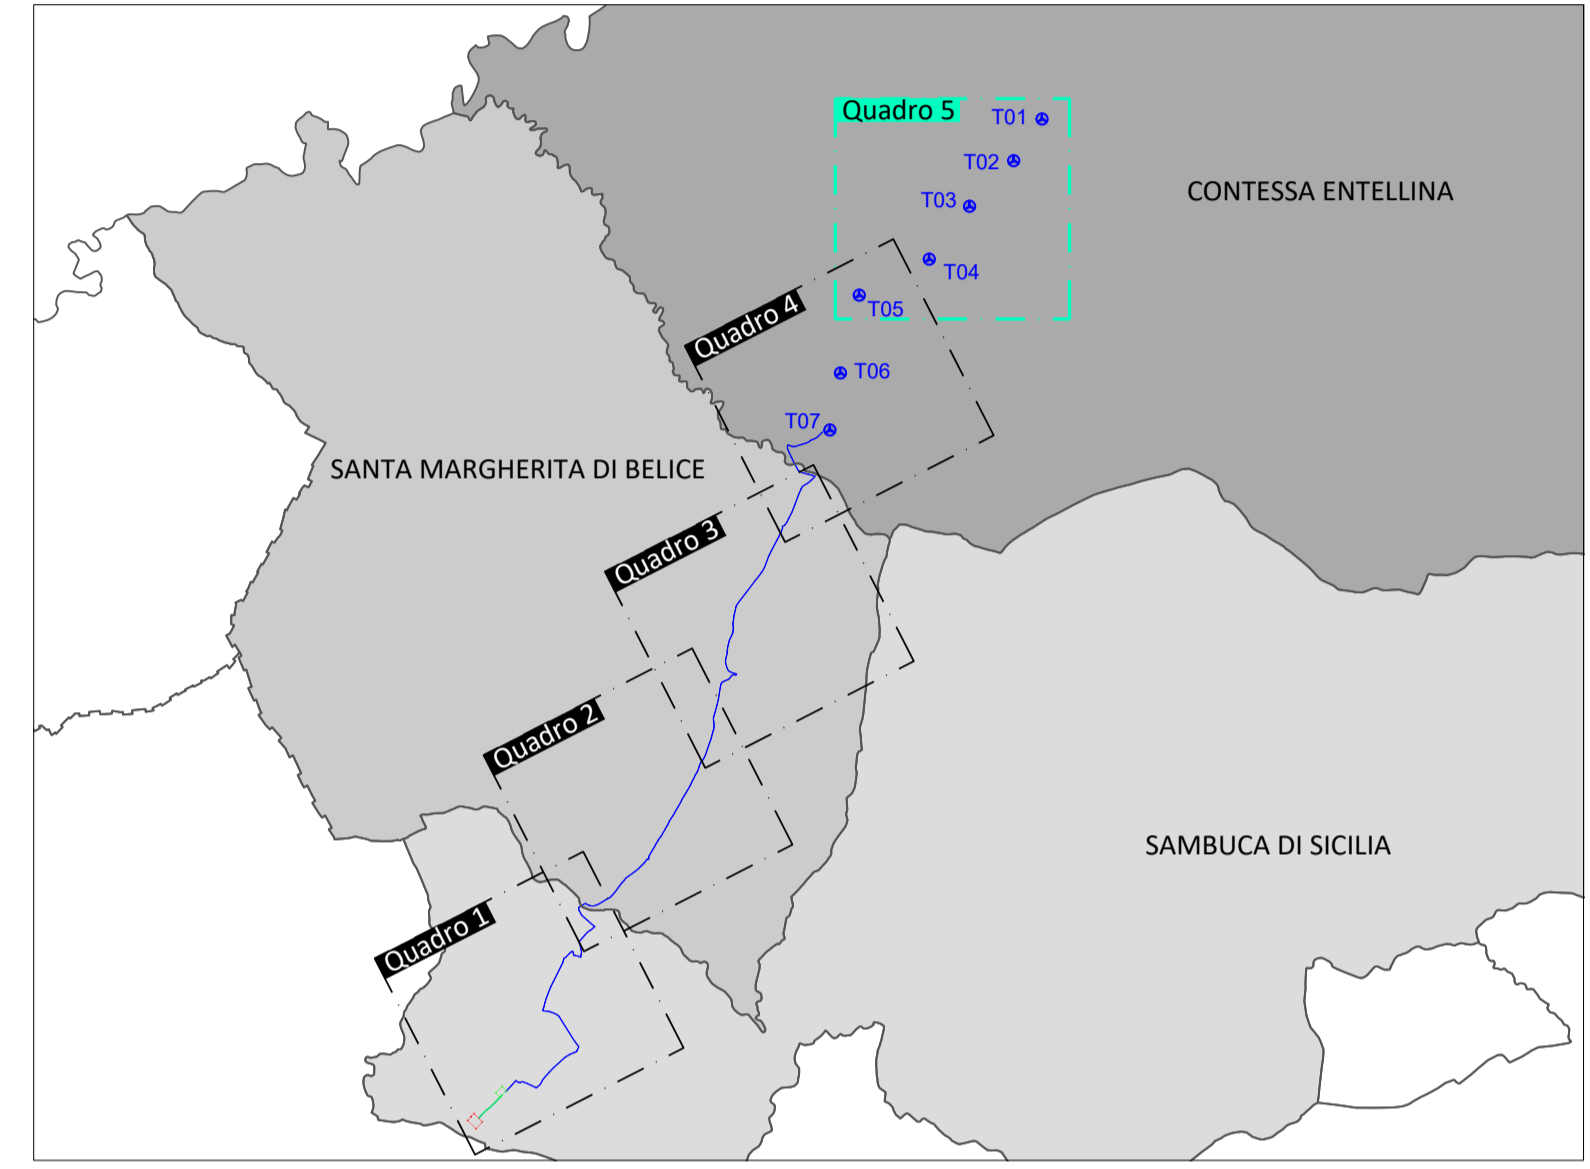 Quadro 5
T01
T02
CONTESSA ENTELLINA
T03
T04
T05
Quadro 4
T06
T07
SANTA MARGHERITA DI BELICE
Quadro 3
Quadro 2
SAMBUCA DI SICILIA
Quadro 1